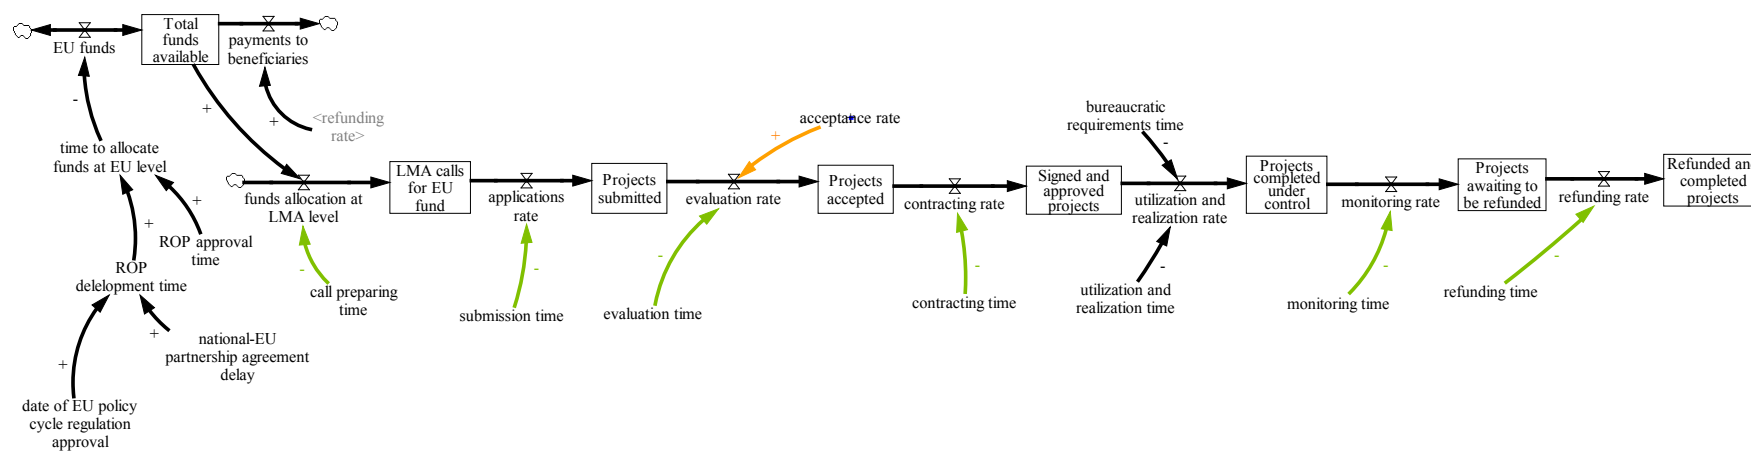 EU funds
Total
funds
available
payments to
beneficiaries
+
<refunding
rate>
+
-
time to allocate
funds at EU level
+
+
ROP approval
time
ROP
delelopment time
+
+
national-EU
partnership agreement
delay
date of EU policy
cycle regulation
approval
funds allocation at
LMA level
-
call preparing
time
LMA calls
for EU
fund
applications
rate
-
submission time
Projects
submitted
evaluation rate
+
acceptance rate
-
evaluation time
Projects
accepted
contracting rate
-
contracting time
Signed and
approved
projects
bureaucratic
requirements time
-
utilization and
realization rate
-
utilization and
realization time
Projects
completed
under
control
monitoring rate
-
monitoring time
Projects
awaiting to
be refunded
refunding rate
-
refunding time
Refunded an
completed
projects